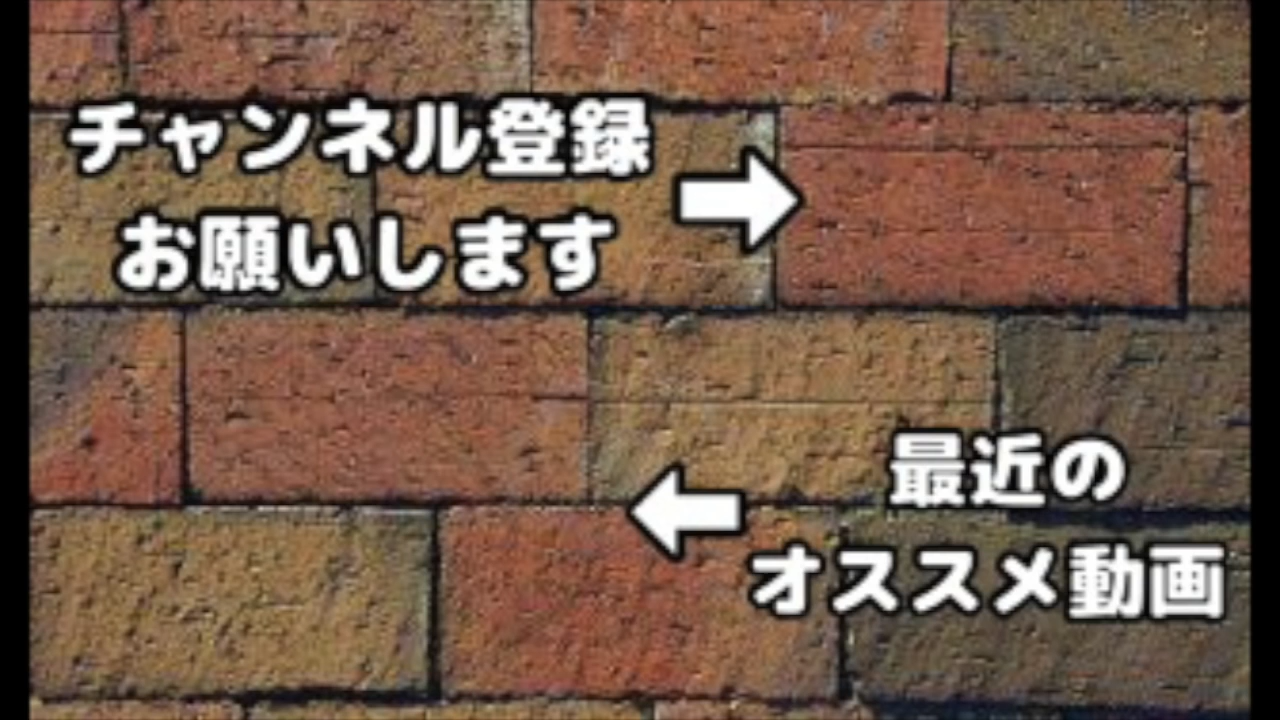 チャンネル登録
お願いします
最近の
オススメ動画